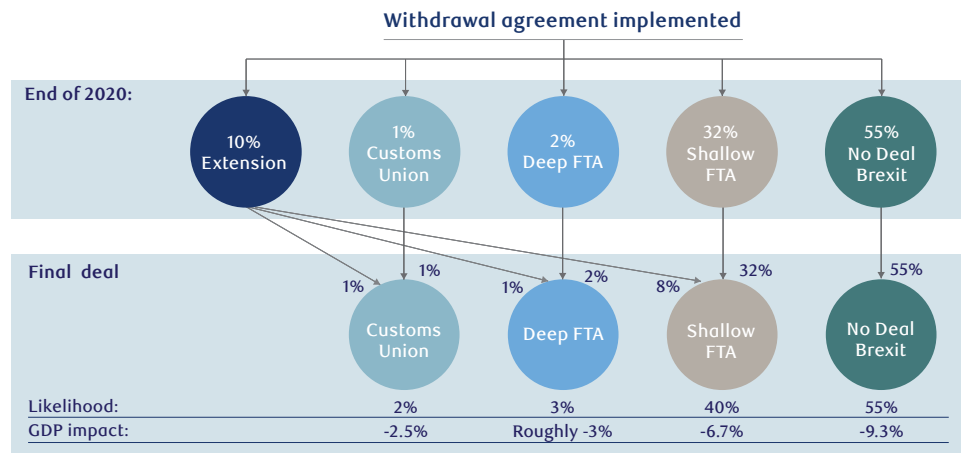 Withdrawal agreement implemented
End of 2020:
10%
Extension
1%
Customs
Union
2%
Deep FTA
32%
Shallow
FTA
55%
No Deal
Brexit
Final deal
1%
1%
1%
2%
8%
32%
55%
Customs
Union
Deep FTA
Shallow
FTA
No Deal
Brexit
Likelihood: 2% 3% 40% 55%
GDP impact: -2.5% Roughly -3% -6.7% -9.3%